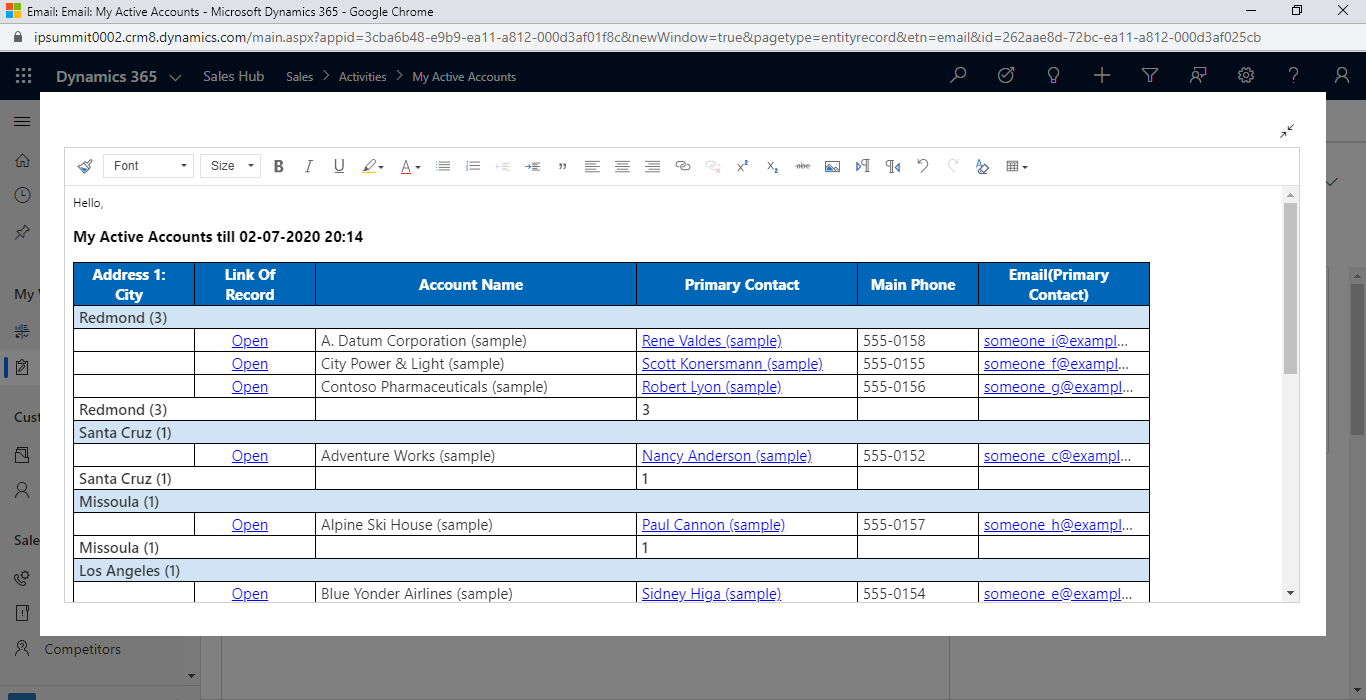 Email: Email: My Active Accounts - Microsoft Dynamics 365 - Google Chrome
ipsummit0002.crm8.dynamics.com/main.aspx?appid=3cba6b48-e9b9-ea11-a812-000d3af01f8c&newWindow=true&pagetype=entityrecord&etn=email&id=262aae8d-72bc-ea11-a812-000d3af025cb
Dynamics 365 Sales Hub Sales > Activities > My Active Accounts
Font Size B I U A
Hello,
My Active Accounts till 02-07-2020 20:14
Address 1: City Link Of Record Account Name Primary Contact Main Phone Email(Primary Contact)
Redmond (3)
Open A. Datum Corporation (sample) Rene Valdes (sample) 555-0158 someone_i@exampl...
Open City Power & Light (sample) Scott Konersmann (sample) 555-0155 someone_f@exampl...
Open Contoso Pharmaceuticals (sample) Robert Lyon (sample) 555-0156 someone_g@exampl...
Redmond (3) 3
Santa Cruz (1)
Open Adventure Works (sample) Nancy Anderson (sample) 555-0152 someone_c@exampl...
Santa Cruz (1) 1
Missoula (1)
Open Alpine Ski House (sample) Paul Cannon (sample) 555-0157 someone_h@exampl...
Missoula (1) 1
Los Angeles (1)
Open Blue Yonder Airlines (sample) Sidney Higa (sample) 555-0154 someone_e@exampl...
My
Cust
Sale
Competitors